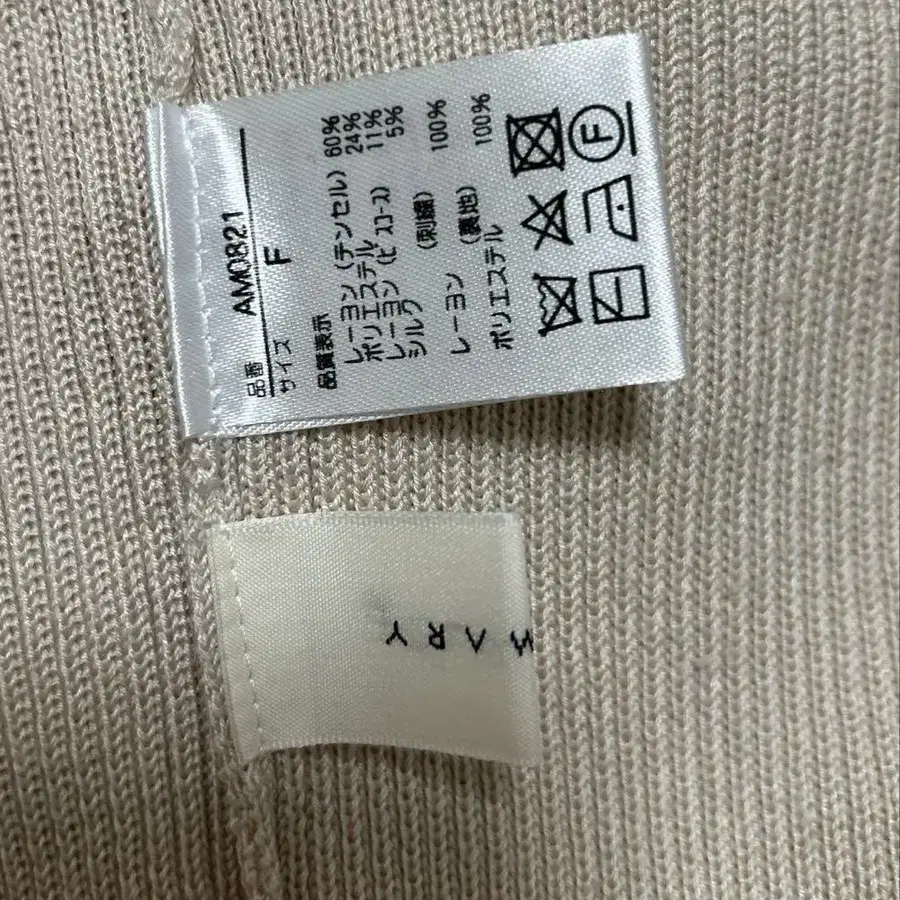 品番 AM0821
サイズ F
品質表示
レーヨン(テンセル) 60%
ポリエステル 24%
レーヨン(ビスコース) 11%
シルク 5%
(刺繍)
レーヨン 100%
(裏地)
ポリエステル 100%
F
MARY